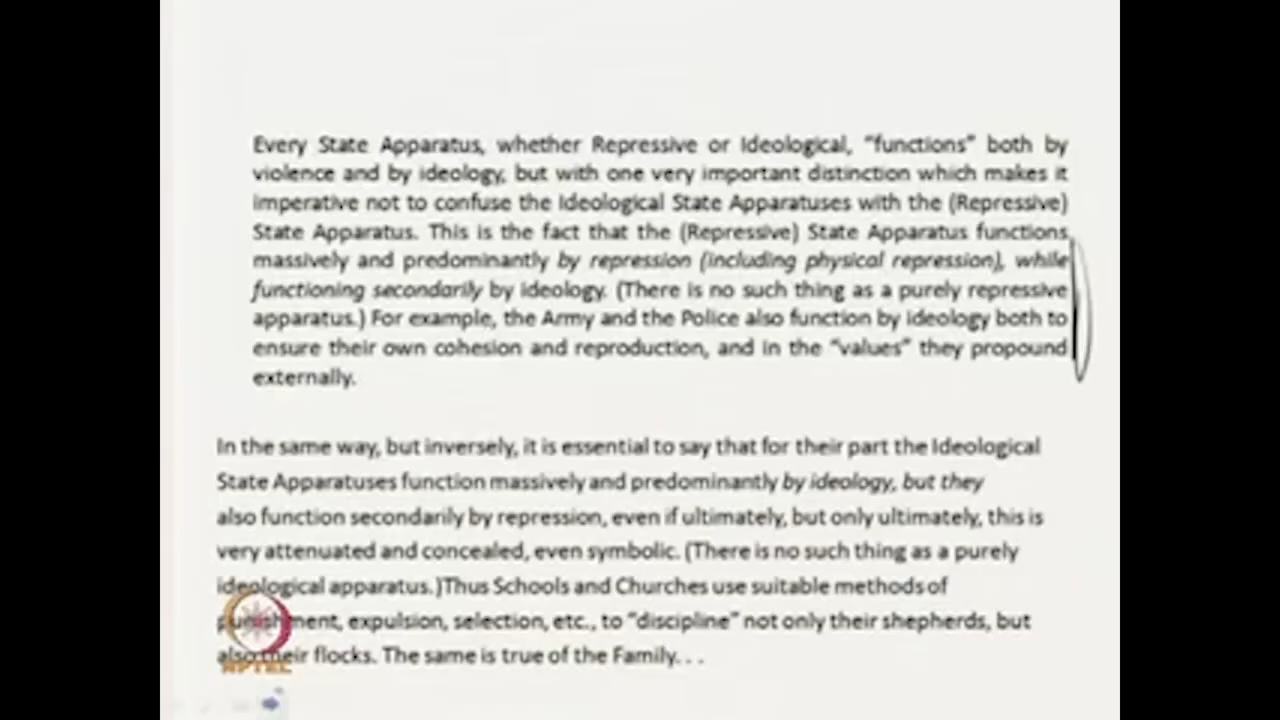 Every State Apparatus, whether Repressive or Ideological, “functions” both by
violence and by ideology, but with one very important distinction which makes it
imperative not to confuse the Ideological State Apparatuses with the (Repressive)
State Apparatus. This is the fact that the (Repressive) State Apparatus functions
massively and predominantly by repression (including physical repression), while
functioning secondarily by ideology. (There is no such thing as a purely repressive
apparatus.) For example, the Army and the Police also function by ideology both to
ensure their own cohesion and reproduction, and in the “values” they propound
externally.
In the same way, but inversely, it is essential to say that for their part the Ideological
State Apparatuses function massively and predominantly by ideology, but they
also function secondarily by repression, even if ultimately, but only ultimately, this is
very attenuated and concealed, even symbolic. (There is no such thing as a purely
ideological apparatus.)Thus Schools and Churches use suitable methods of
punishment, expulsion, selection, etc., to “discipline” not only their shepherds, but
also their flocks. The same is true of the Family. . .
NPTEL